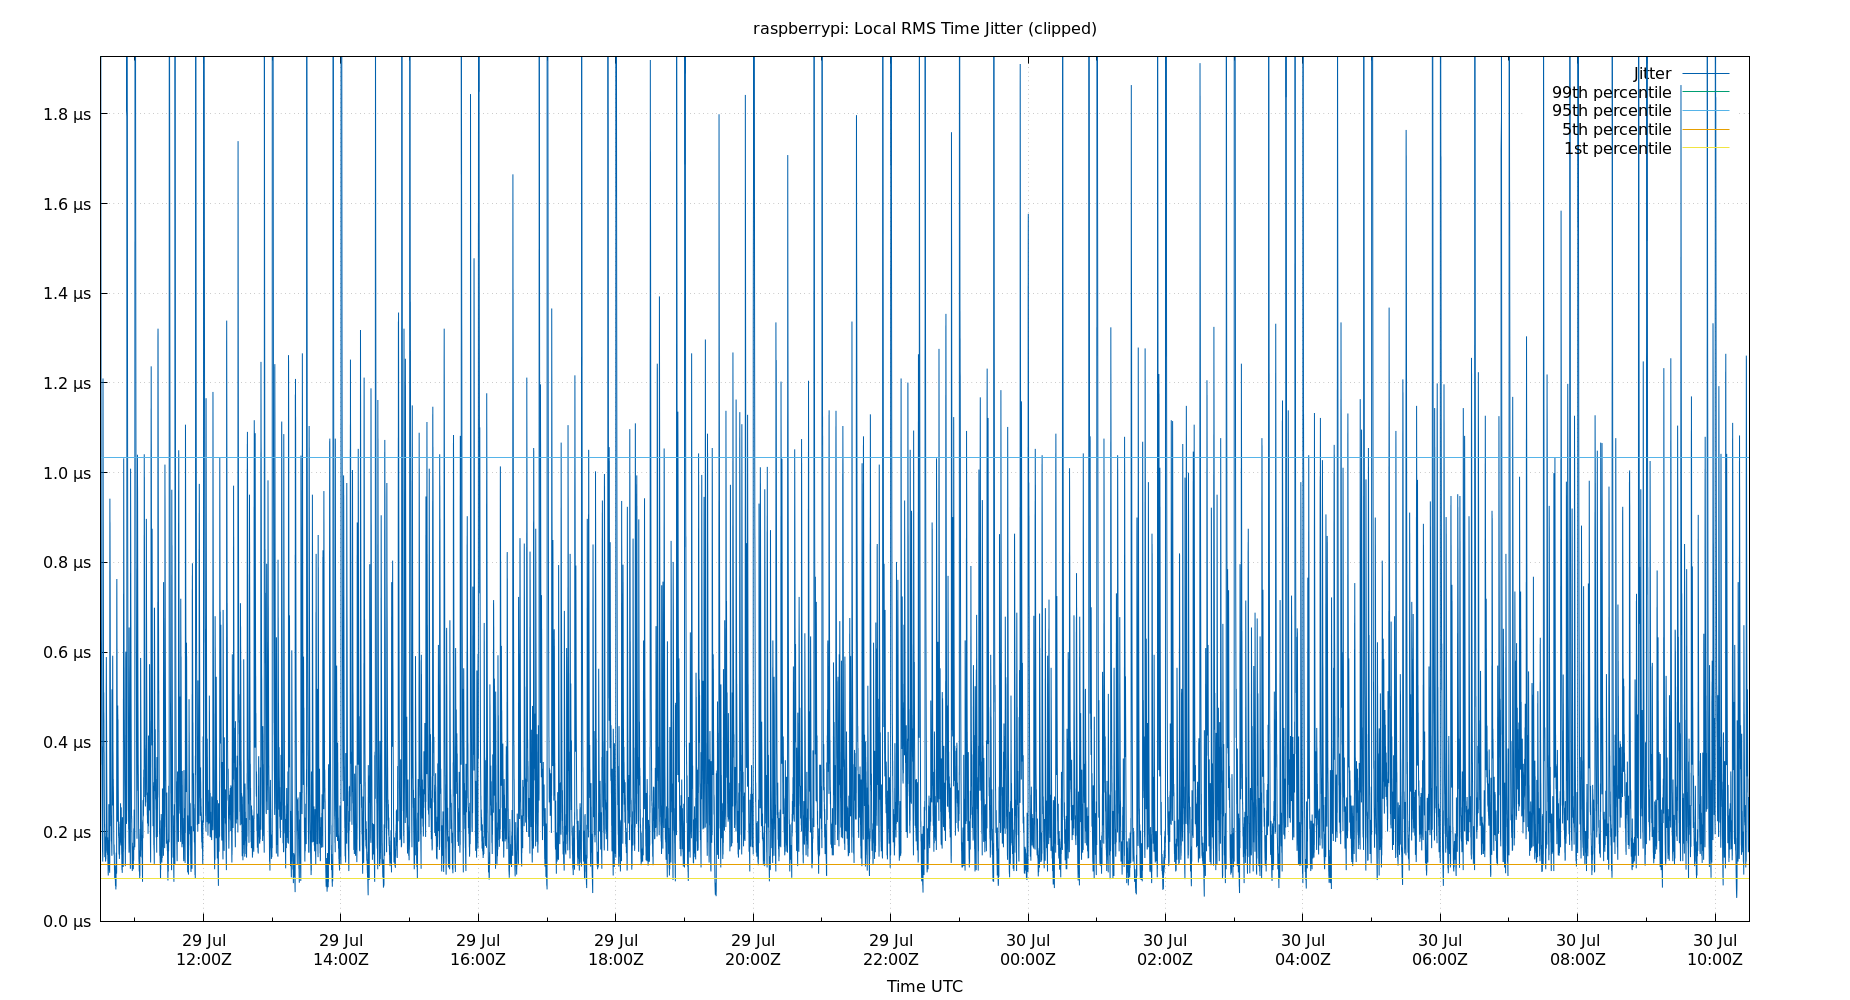 raspberrypi: Local RMS Time Jitter (clipped)
Jitter
99th percentile
95th percentile
5th percentile
1st percentile
1.8 µs
1.6 µs
1.4 µs
1.2 µs
1.0 µs
0.8 µs
0.6 µs
0.4 µs
0.2 µs
0.0 µs
29 Jul 29 Jul 29 Jul 29 Jul 29 Jul 29 Jul 30 Jul 30 Jul 30 Jul 30 Jul 30 Jul 30 Jul
12:00Z 14:00Z 16:00Z 18:00Z 20:00Z 22:00Z 00:00Z 02:00Z 04:00Z 06:00Z 08:00Z 10:00Z
Time UTC